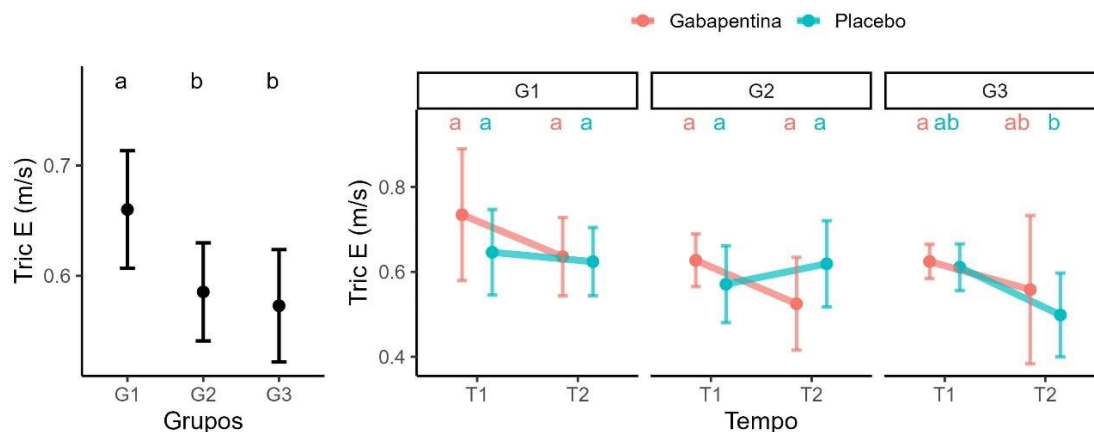 Gabapentina Placebo
a b b
Tric E (m/s)
0.7
0.6
G1 G2 G3
Grupos
G1 G2 G3
a a a a a a a a a ab ab b
Tric E (m/s)
0.8
0.6
0.4
T1 T2 T1 T2 T1 T2
Tempo